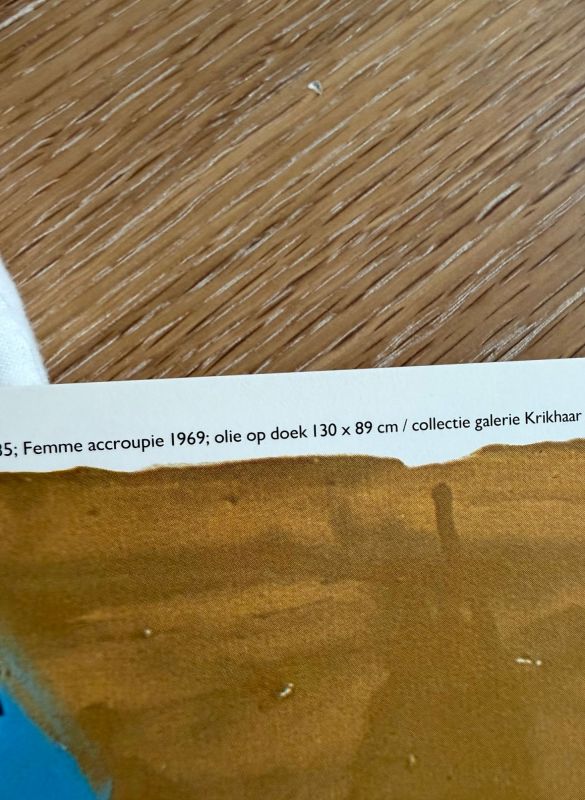 35; Femme accroupie 1969; olie op doek 130 x 89 cm / collectie galerie Krikhaar